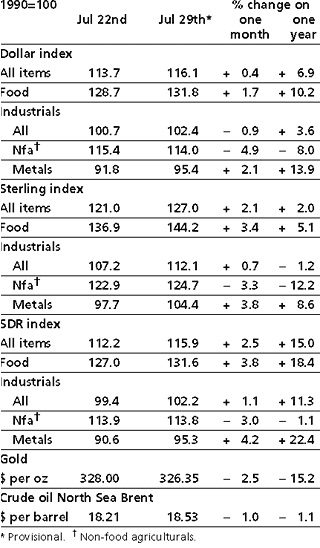 1990=100 % change on
Jul 22nd Jul 29th* one one
month year
Dollar index
All items 113.7 116.1 + 0.4 + 6.9
Food 128.7 131.8 + 1.7 + 10.2
Industrials
All 100.7 102.4 − 0.9 + 3.6
Nfa† 115.4 114.0 − 4.9 − 8.0
Metals 91.8 95.4 + 2.1 + 13.9
Sterling index
All items 121.0 127.0 + 2.1 + 2.0
Food 136.9 144.2 + 3.4 + 5.1
Industrials
All 107.2 112.1 + 0.7 − 1.2
Nfa† 122.9 124.7 − 3.3 − 12.2
Metals 97.7 104.4 + 3.8 + 8.6
SDR index
All items 112.2 115.9 + 2.5 + 15.0
Food 127.0 131.6 + 3.8 + 18.4
Industrials
All 99.4 102.2 + 1.1 + 11.3
Nfa† 113.9 113.8 − 3.0 − 1.1
Metals 90.6 95.3 + 4.2 + 22.4
Gold
$ per oz 328.00 326.35 − 2.5 − 15.2
Crude oil North Sea Brent
$ per barrel 18.21 18.53 − 1.0 − 1.1
* Provisional. † Non-food agriculturals.